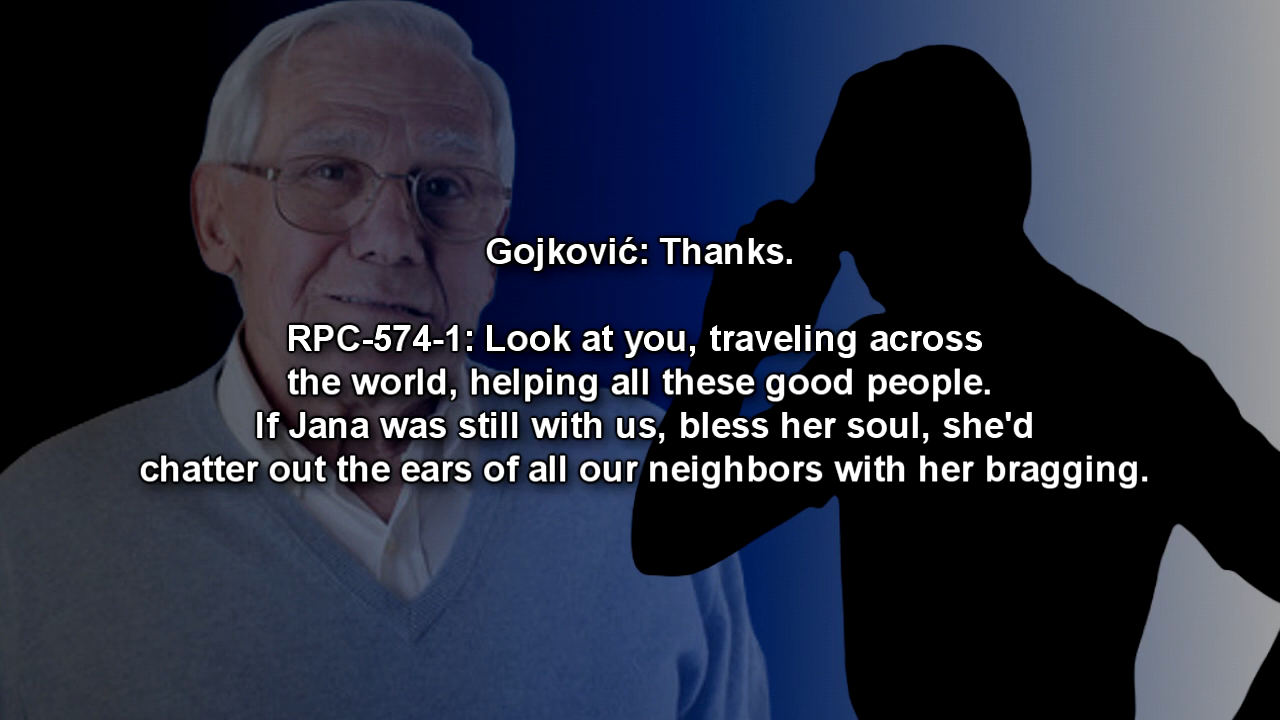 Gojković: Thanks.
RPC-574-1: Look at you, traveling across
the world, helping all these good people.
If Jana was still with us, bless her soul, she'd
chatter out the ears of all our neighbors with her bragging.